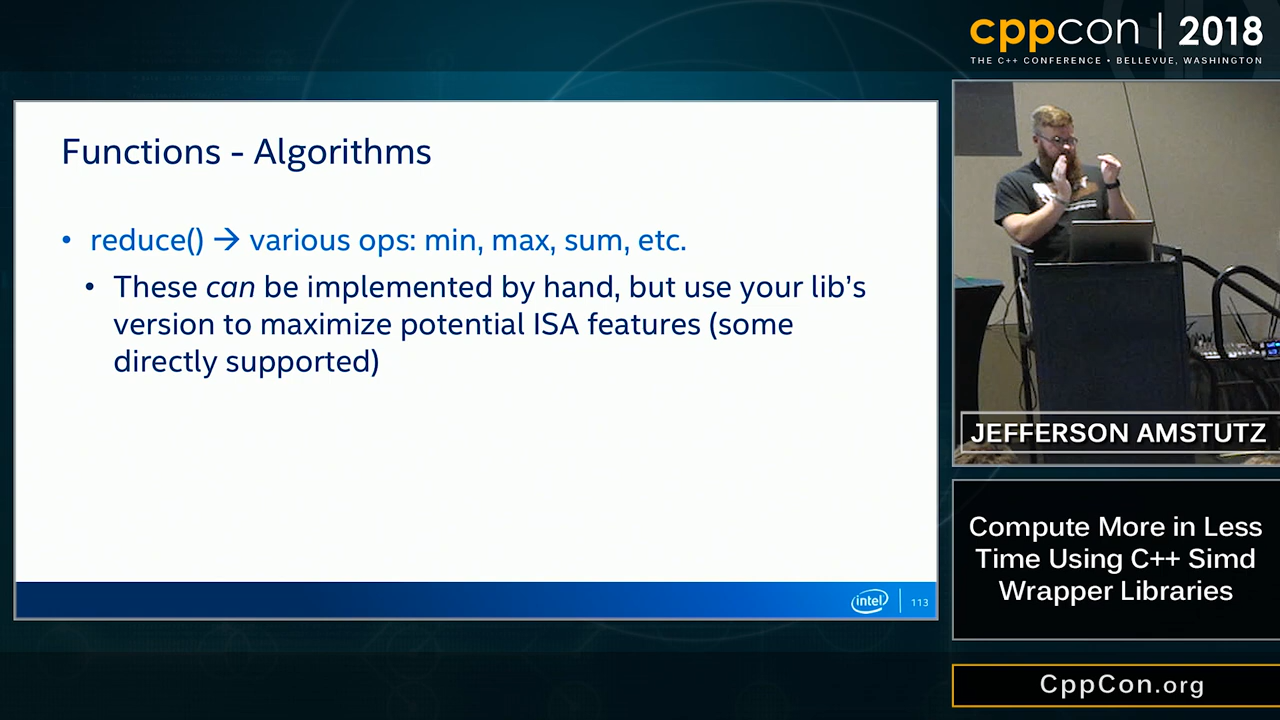 cppcon | 2018
THE C++ CONFERENCE • BELLEVUE, WASHINGTON
Functions - Algorithms
• reduce() → various ops: min, max, sum, etc.
• These can be implemented by hand, but use your lib's
version to maximize potential ISA features (some
directly supported)
intel
113
JEFFERSON AMSTUTZ
Compute More in Less
Time Using C++ Simd
Wrapper Libraries
CppCon.org